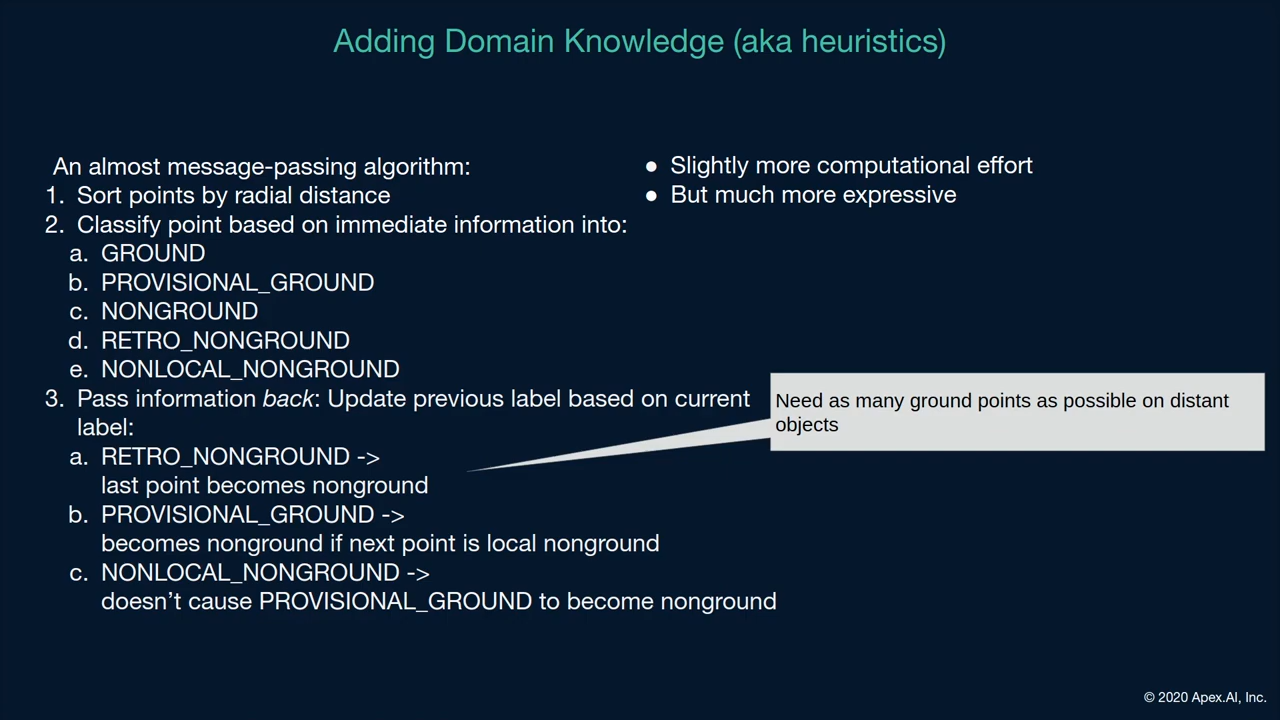 Adding Domain Knowledge (aka heuristics)
An almost message-passing algorithm:
1. Sort points by radial distance
2. Classify point based on immediate information into:
a. GROUND
b. PROVISIONAL_GROUND
c. NONGROUND
d. RETRO_NONGROUND
e. NONLOCAL_NONGROUND
3. Pass information back: Update previous label based on current
label:
a. RETRO_NONGROUND ->
last point becomes nonground
b. PROVISIONAL_GROUND ->
becomes nonground if next point is local nonground
c. NONLOCAL_NONGROUND ->
doesn't cause PROVISIONAL_GROUND to become nonground
● Slightly more computational effort
● But much more expressive
Need as many ground points as possible on distant
objects
© 2020 Apex.AI, Inc.